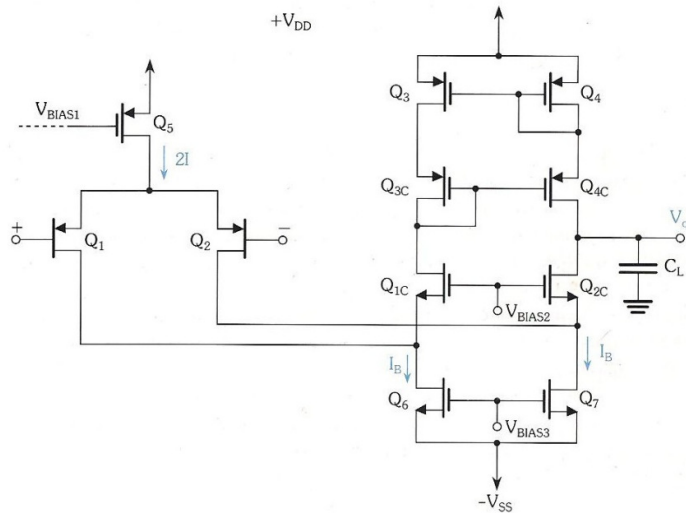 +V_DD
Q_3
Q_4
V_BIAS1
Q_5
2I
Q_3C
Q_4C
V_o
+
Q_1
Q_2
−
C_L
Q_1C
Q_2C
V_BIAS2
I_B
I_B
Q_6
Q_7
V_BIAS3
-V_SS